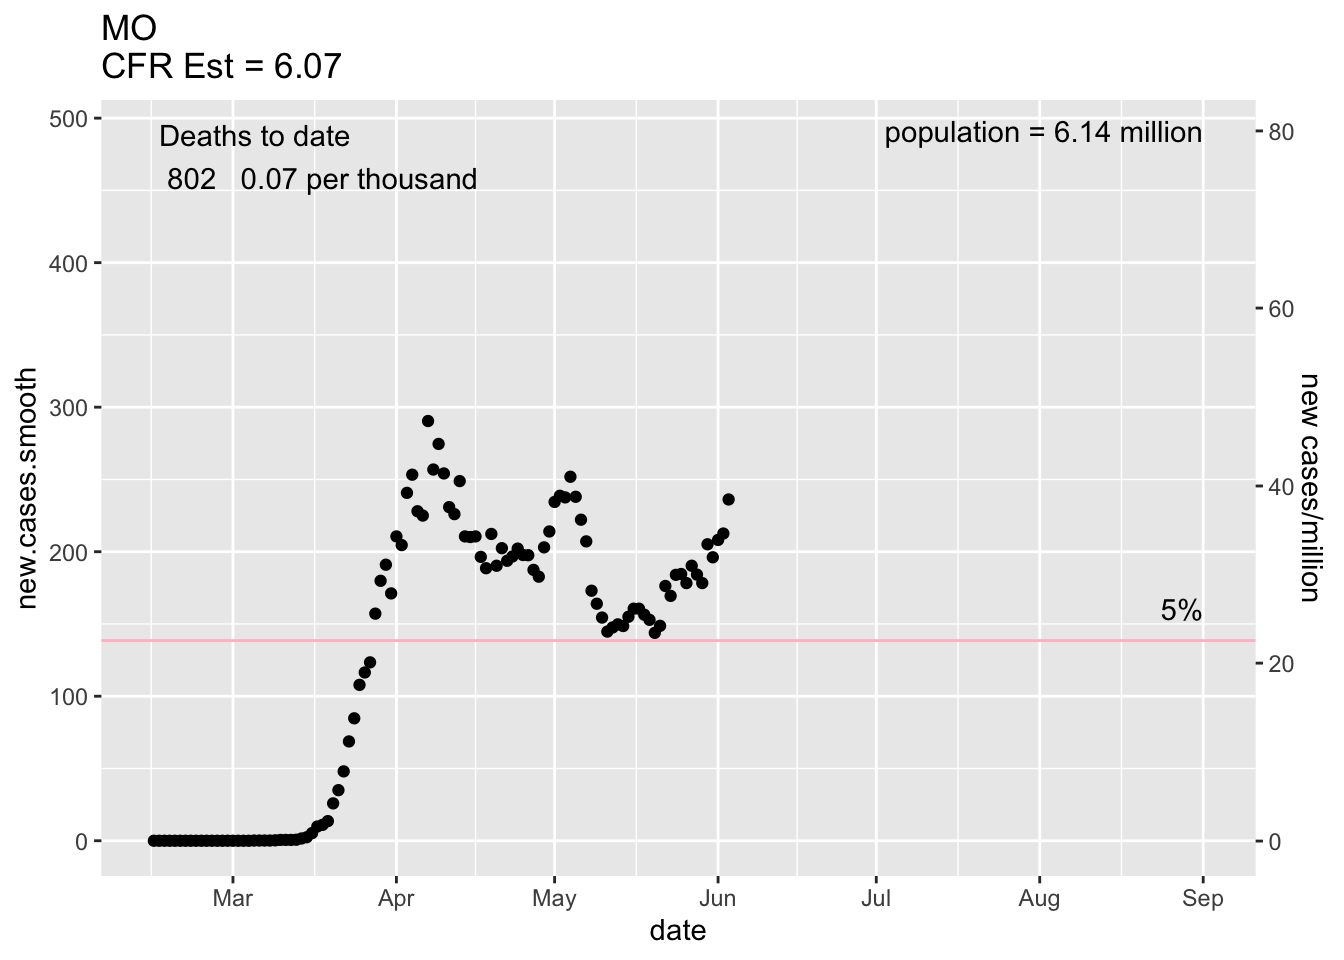 MO
CFR Est = 6.07
Deaths to date
802 0.07 per thousand
population = 6.14 million
500
400
300
200
100
0
new.cases.smooth
80
60
40
20
0
new cases/million
5%
Mar
Apr
May
Jun
Jul
Aug
Sep
date